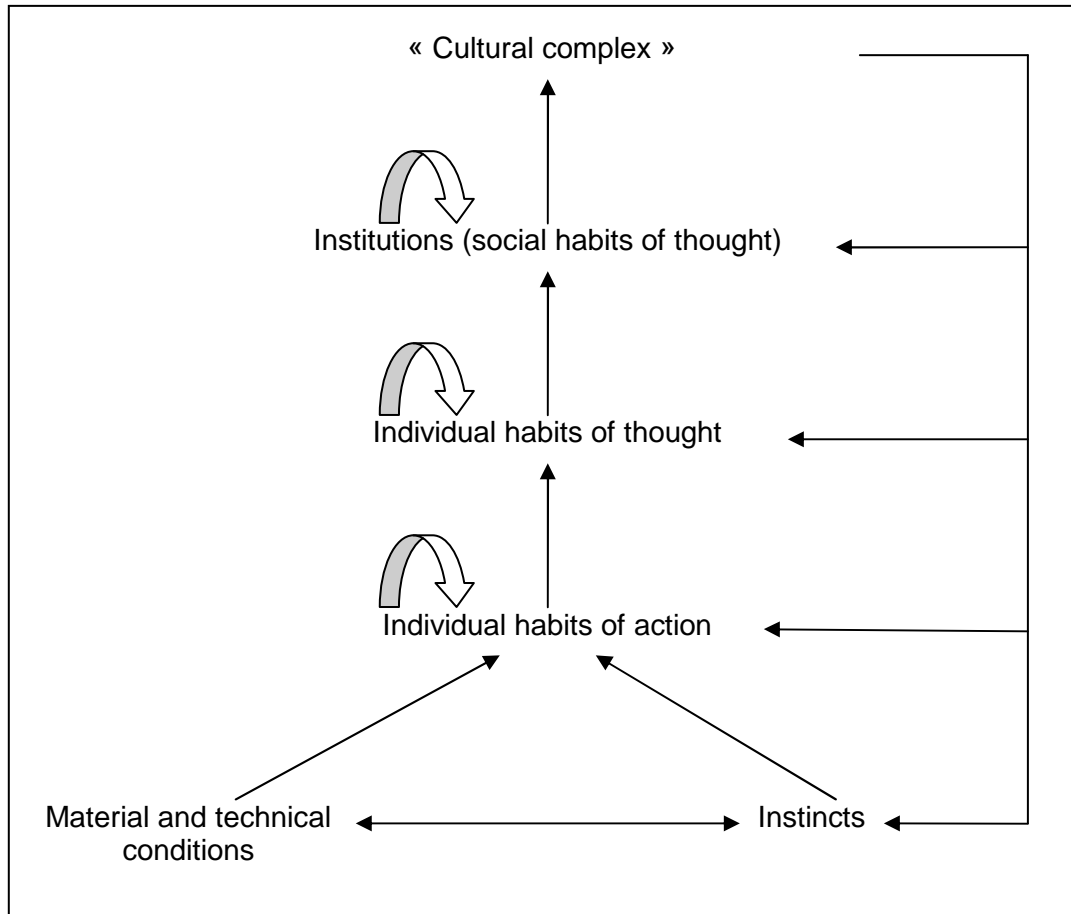 « Cultural complex »
Institutions (social habits of thought)
Individual habits of thought
Individual habits of action
Material and technical
conditions
Instincts